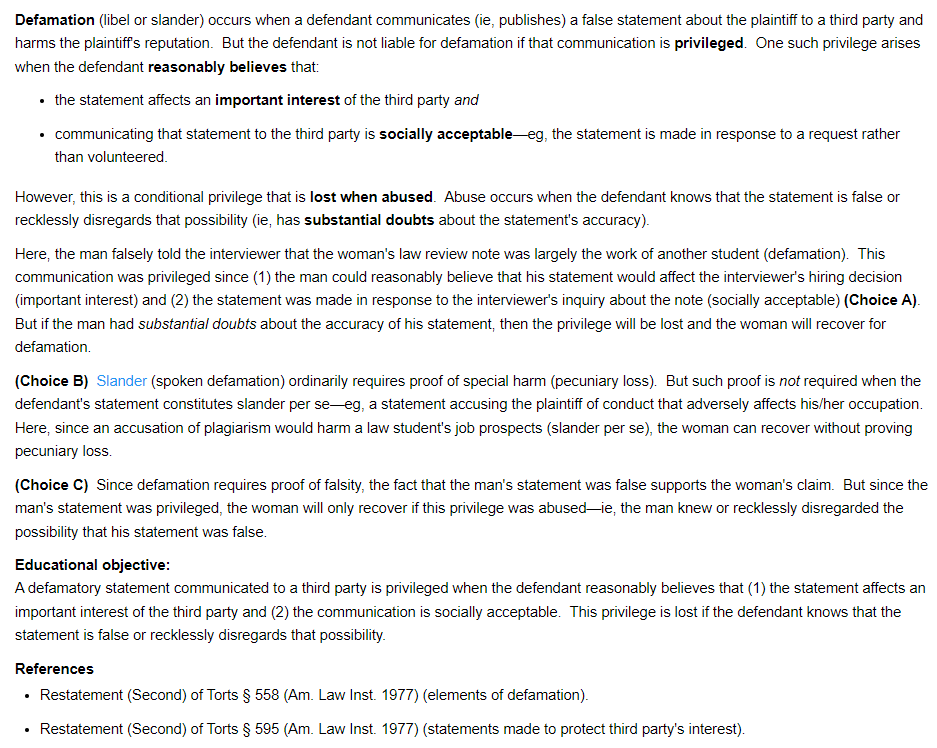 Defamation (libel or slander) occurs when a defendant communicates (ie, publishes) a false statement about the plaintiff to a third party and
harms the plaintiff's reputation. But the defendant is not liable for defamation if that communication is privileged. One such privilege arises
when the defendant reasonably believes that:
• the statement affects an important interest of the third party and
• communicating that statement to the third party is socially acceptable—eg, the statement is made in response to a request rather
than volunteered.
However, this is a conditional privilege that is lost when abused. Abuse occurs when the defendant knows that the statement is false or
recklessly disregards that possibility (ie, has substantial doubts about the statement's accuracy).
Here, the man falsely told the interviewer that the woman's law review note was largely the work of another student (defamation). This
communication was privileged since (1) the man could reasonably believe that his statement would affect the interviewer's hiring decision
(important interest) and (2) the statement was made in response to the interviewer's inquiry about the note (socially acceptable) (Choice A).
But if the man had substantial doubts about the accuracy of his statement, then the privilege will be lost and the woman will recover for
defamation.
(Choice B) Slander (spoken defamation) ordinarily requires proof of special harm (pecuniary loss). But such proof is not required when the
defendant's statement constitutes slander per se—eg, a statement accusing the plaintiff of conduct that adversely affects his/her occupation.
Here, since an accusation of plagiarism would harm a law student's job prospects (slander per se), the woman can recover without proving
pecuniary loss.
(Choice C) Since defamation requires proof of falsity, the fact that the man's statement was false supports the woman's claim. But since the
man's statement was privileged, the woman will only recover if this privilege was abused—ie, the man knew or recklessly disregarded the
possibility that his statement was false.
Educational objective:
A defamatory statement communicated to a third party is privileged when the defendant reasonably believes that (1) the statement affects an
important interest of the third party and (2) the communication is socially acceptable. This privilege is lost if the defendant knows that the
statement is false or recklessly disregards that possibility.
References
• Restatement (Second) of Torts § 558 (Am. Law Inst. 1977) (elements of defamation).
• Restatement (Second) of Torts § 595 (Am. Law Inst. 1977) (statements made to protect third party's interest).